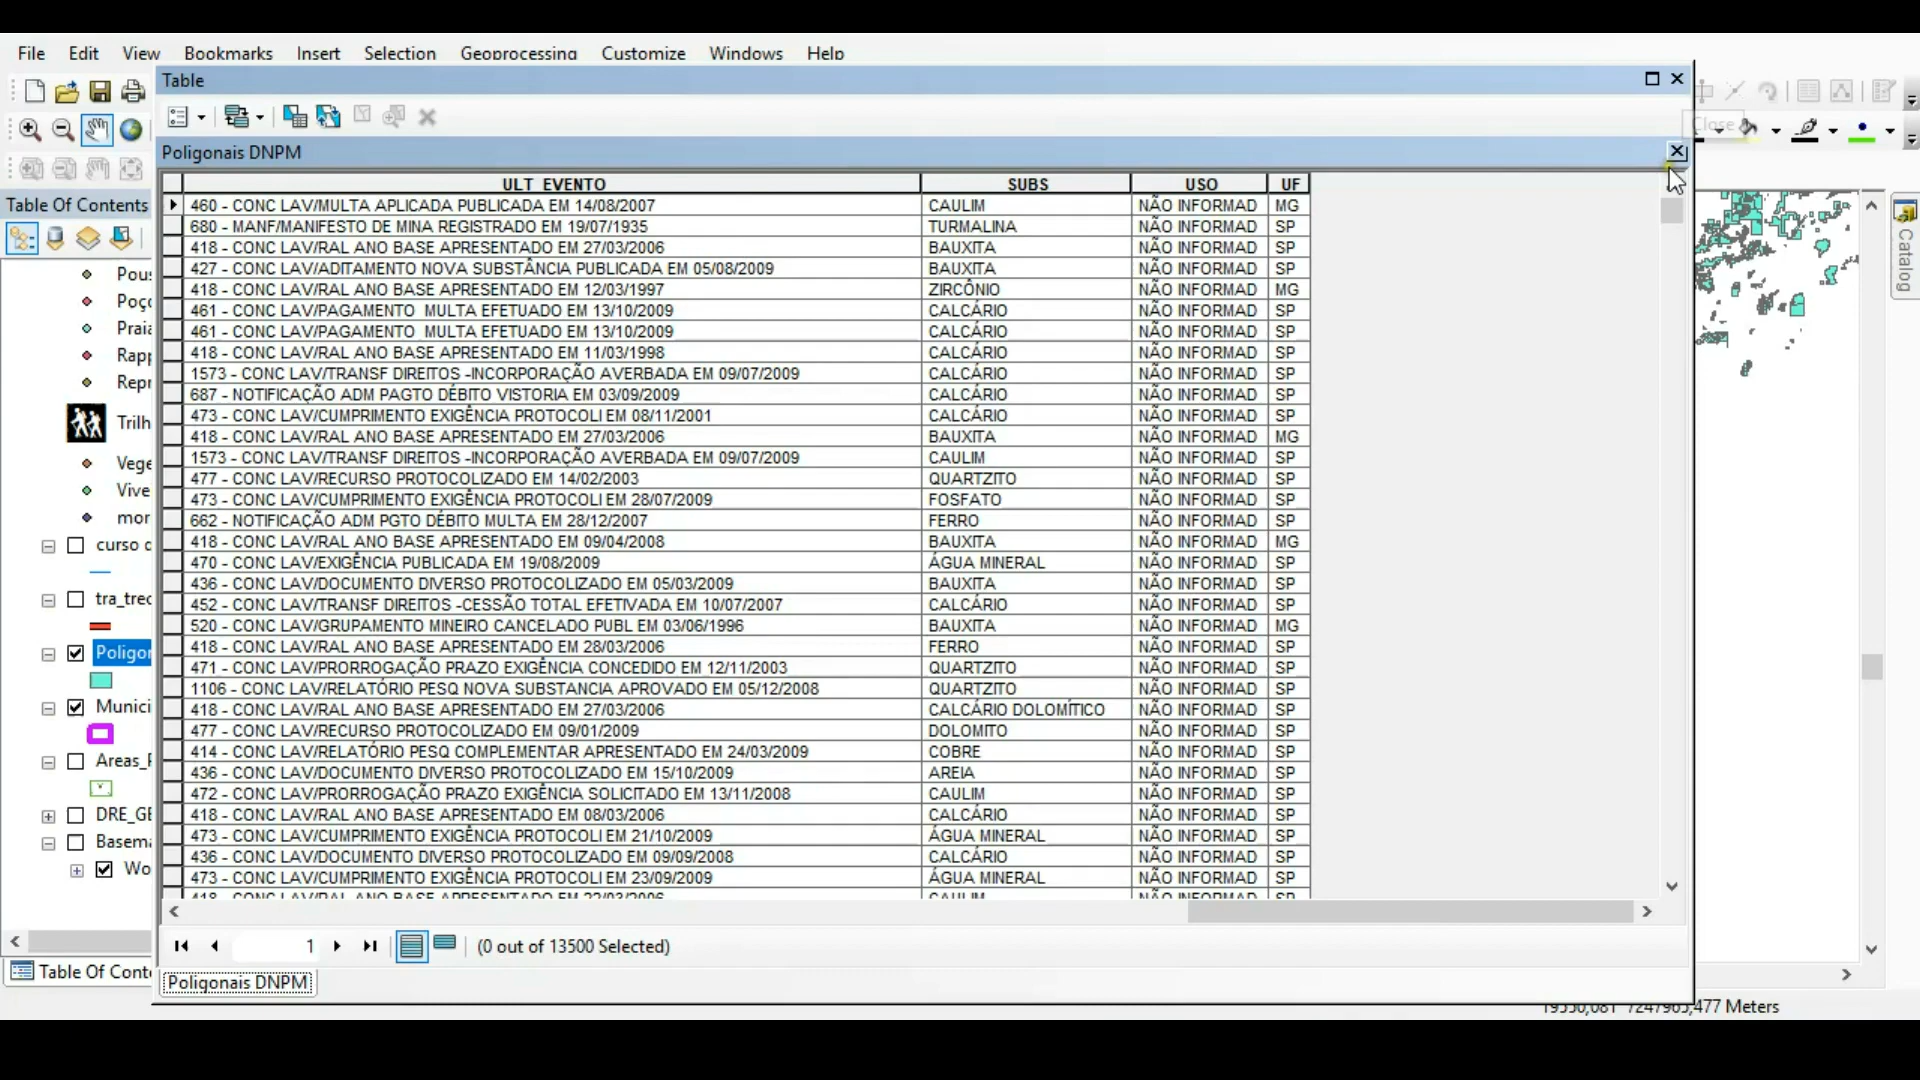 File Edit View Bookmarks Insert Selection Geoprocessing Customize Windows Help
Table
Close
Poligonais DNPM
Table Of Contents
Catalog
ULT_EVENTO SUBS USO UF
460 - CONC LAV/MULTA APLICADA PUBLICADA EM 14/08/2007 CAULIM NÃO INFORMAD MG
680 - MANF/MANIFESTO DE MINA REGISTRADO EM 19/07/1935 TURMALINA NÃO INFORMAD SP
418 - CONC LAV/RAL ANO BASE APRESENTADO EM 27/03/2006 BAUXITA NÃO INFORMAD SP
427 - CONC LAV/ADITAMENTO NOVA SUBSTÂNCIA PUBLICADA EM 05/08/2009 BAUXITA NÃO INFORMAD SP
418 - CONC LAV/RAL ANO BASE APRESENTADO EM 12/03/1997 ZIRCÔNIO NÃO INFORMAD MG
461 - CONC LAV/PAGAMENTO  MULTA EFETUADO EM 13/10/2009 CALCÁRIO NÃO INFORMAD SP
461 - CONC LAV/PAGAMENTO  MULTA EFETUADO EM 13/10/2009 CALCÁRIO NÃO INFORMAD SP
418 - CONC LAV/RAL ANO BASE APRESENTADO EM 11/03/1998 CALCÁRIO NÃO INFORMAD SP
1573 - CONC LAV/TRANSF DIREITOS -INCORPORAÇÃO AVERBADA EM 09/07/2009 CALCÁRIO NÃO INFORMAD SP
687 - NOTIFICAÇÃO ADM PAGTO DÉBITO VISTORIA EM 03/09/2009 CALCÁRIO NÃO INFORMAD SP
473 - CONC LAV/CUMPRIMENTO EXIGÊNCIA PROTOCOLI EM 08/11/2001 CALCÁRIO NÃO INFORMAD SP
418 - CONC LAV/RAL ANO BASE APRESENTADO EM 27/03/2006 BAUXITA NÃO INFORMAD MG
1573 - CONC LAV/TRANSF DIREITOS -INCORPORAÇÃO AVERBADA EM 09/07/2009 CAULIM NÃO INFORMAD SP
477 - CONC LAV/RECURSO PROTOCOLIZADO EM 14/02/2003 QUARTZITO NÃO INFORMAD SP
473 - CONC LAV/CUMPRIMENTO EXIGÊNCIA PROTOCOLI EM 28/07/2009 FOSFATO NÃO INFORMAD SP
662 - NOTIFICAÇÃO ADM PGTO DÉBITO MULTA EM 28/12/2007 FERRO NÃO INFORMAD SP
418 - CONC LAV/RAL ANO BASE APRESENTADO EM 09/04/2008 BAUXITA NÃO INFORMAD MG
470 - CONC LAV/EXIGÊNCIA PUBLICADA EM 19/08/2009 ÁGUA MINERAL NÃO INFORMAD SP
436 - CONC LAV/DOCUMENTO DIVERSO PROTOCOLIZADO EM 05/03/2009 BAUXITA NÃO INFORMAD SP
452 - CONC LAV/TRANSF DIREITOS -CESSÃO TOTAL EFETIVADA EM 10/07/2007 CALCÁRIO NÃO INFORMAD SP
520 - CONC LAV/GRUPAMENTO MINEIRO CANCELADO PUBL EM 03/06/1996 BAUXITA NÃO INFORMAD MG
418 - CONC LAV/RAL ANO BASE APRESENTADO EM 28/03/2006 FERRO NÃO INFORMAD SP
471 - CONC LAV/PRORROGAÇÃO PRAZO EXIGÊNCIA CONCEDIDO EM 12/11/2003 QUARTZITO NÃO INFORMAD SP
1106 - CONC LAV/RELATÓRIO PESQ NOVA SUBSTANCIA APROVADO EM 05/12/2008 QUARTZITO NÃO INFORMAD SP
418 - CONC LAV/RAL ANO BASE APRESENTADO EM 27/03/2006 CALCÁRIO DOLOMÍTICO NÃO INFORMAD SP
477 - CONC LAV/RECURSO PROTOCOLIZADO EM 09/01/2009 DOLOMITO NÃO INFORMAD SP
414 - CONC LAV/RELATÓRIO PESQ COMPLEMENTAR APRESENTADO EM 24/03/2009 COBRE NÃO INFORMAD SP
436 - CONC LAV/DOCUMENTO DIVERSO PROTOCOLIZADO EM 15/10/2009 AREIA NÃO INFORMAD SP
472 - CONC LAV/PRORROGAÇÃO PRAZO EXIGÊNCIA SOLICITADO EM 13/11/2008 CAULIM NÃO INFORMAD SP
418 - CONC LAV/RAL ANO BASE APRESENTADO EM 08/03/2006 CALCÁRIO NÃO INFORMAD SP
473 - CONC LAV/CUMPRIMENTO EXIGÊNCIA PROTOCOLI EM 21/10/2009 ÁGUA MINERAL NÃO INFORMAD SP
436 - CONC LAV/DOCUMENTO DIVERSO PROTOCOLIZADO EM 09/09/2008 CALCÁRIO NÃO INFORMAD SP
473 - CONC LAV/CUMPRIMENTO EXIGÊNCIA PROTOCOLI EM 23/09/2009 ÁGUA MINERAL NÃO INFORMAD SP
Pous
Poço
Praia
Rapp
Repr
Trilh
Vege
Vive
mor
curso
tra_trec
Poligon
Munici
Areas_
DRE_GE
Basema
Wo
1 (0 out of 13500 Selected)
Table Of Conte
Poligonais DNPM
Meters